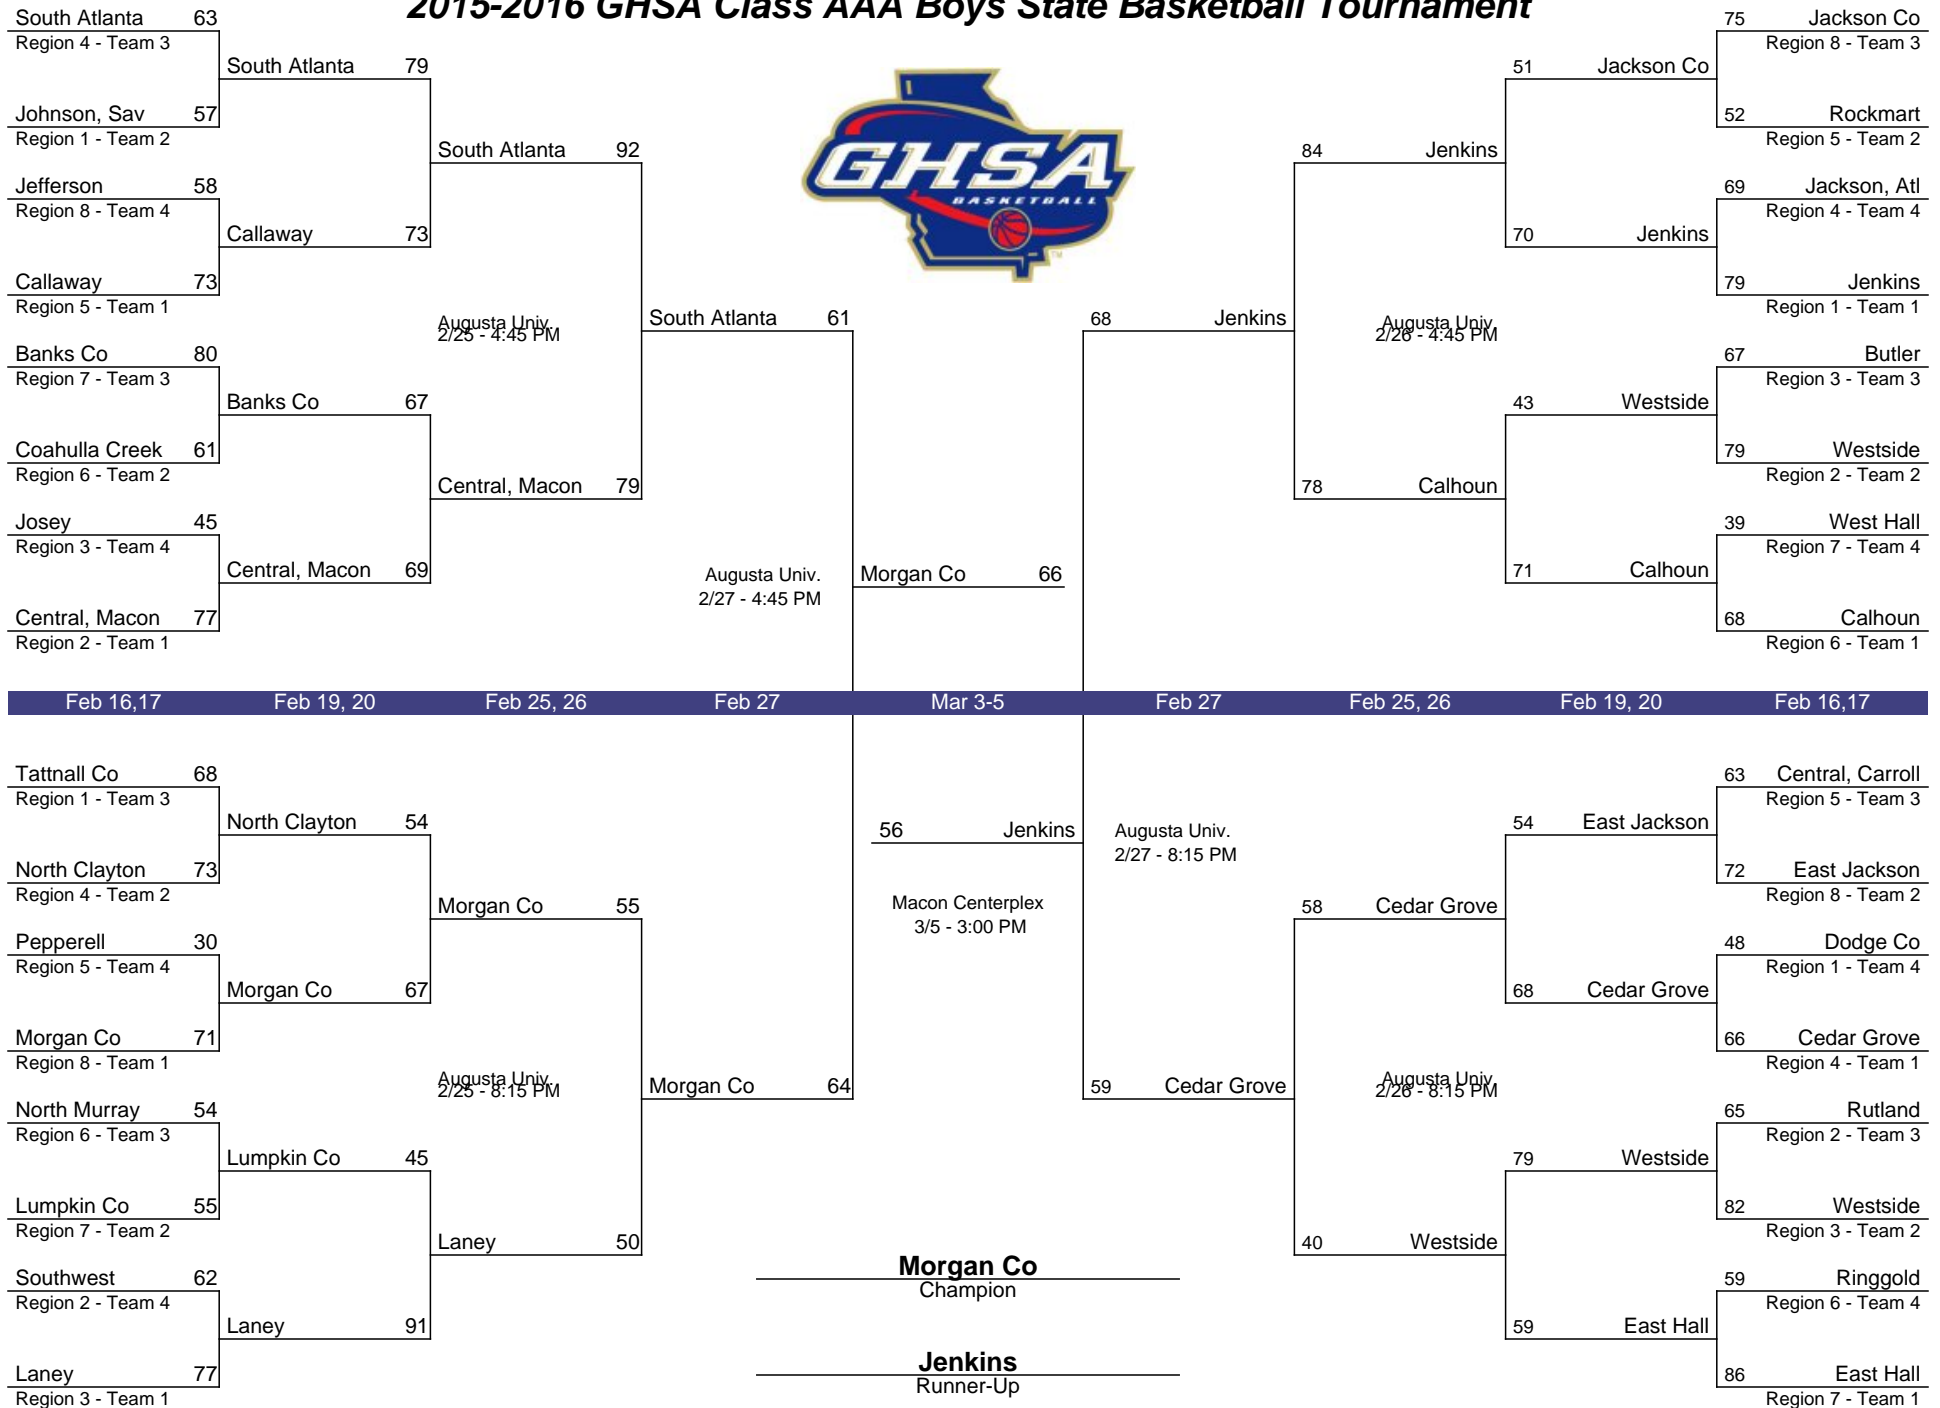 2015-2016 GHSA Class AAA Boys State Basketball Tournament
GHSA
BASKETBALL
TM
South Atlanta 63
Region 4 - Team 3
Johnson, Sav 57
Region 1 - Team 2
Jefferson 58
Region 8 - Team 4
Callaway 73
Region 5 - Team 1
Banks Co 80
Region 7 - Team 3
Coahulla Creek 61
Region 6 - Team 2
Josey 45
Region 3 - Team 4
Central, Macon 77
Region 2 - Team 1
South Atlanta 79
Callaway 73
Banks Co 67
Central, Macon 69
South Atlanta 92
Augusta Univ.
2/25 - 4:45 PM
Central, Macon 79
South Atlanta 61
Augusta Univ.
2/27 - 4:45 PM
Morgan Co 66
68 Jenkins
84 Jenkins
Augusta Univ.
2/26 - 4:45 PM
78 Calhoun
51 Jackson Co
70 Jenkins
43 Westside
71 Calhoun
75 Jackson Co
Region 8 - Team 3
52 Rockmart
Region 5 - Team 2
69 Jackson, Atl
Region 4 - Team 4
79 Jenkins
Region 1 - Team 1
67 Butler
Region 3 - Team 3
79 Westside
Region 2 - Team 2
39 West Hall
Region 7 - Team 4
68 Calhoun
Region 6 - Team 1
Feb 16,17 Feb 19, 20 Feb 25, 26 Feb 27 Mar 3-5 Feb 27 Feb 25, 26 Feb 19, 20 Feb 16,17
Tattnall Co 68
Region 1 - Team 3
North Clayton 73
Region 4 - Team 2
Pepperell 30
Region 5 - Team 4
Morgan Co 71
Region 8 - Team 1
North Murray 54
Region 6 - Team 3
Lumpkin Co 55
Region 7 - Team 2
Southwest 62
Region 2 - Team 4
Laney 77
Region 3 - Team 1
North Clayton 54
Morgan Co 67
Lumpkin Co 45
Laney 91
Morgan Co 55
Augusta Univ.
2/25 - 8:15 PM
Laney 50
Morgan Co 64
56 Jenkins
Macon Centerplex
3/5 - 3:00 PM
Morgan Co
Champion
Jenkins
Runner-Up
Augusta Univ.
2/27 - 8:15 PM
59 Cedar Grove
58 Cedar Grove
Augusta Univ.
2/26 - 8:15 PM
40 Westside
54 East Jackson
68 Cedar Grove
79 Westside
59 East Hall
63 Central, Carroll
Region 5 - Team 3
72 East Jackson
Region 8 - Team 2
48 Dodge Co
Region 1 - Team 4
66 Cedar Grove
Region 4 - Team 1
65 Rutland
Region 2 - Team 3
82 Westside
Region 3 - Team 2
59 Ringgold
Region 6 - Team 4
86 East Hall
Region 7 - Team 1